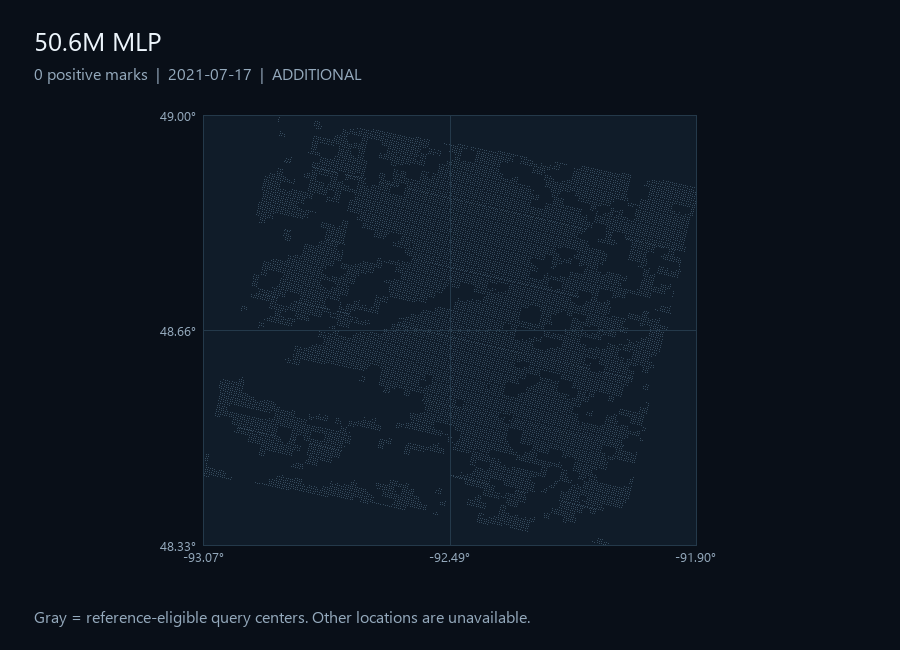 50.6M MLP
0 positive marks | 2021-07-17 | ADDITIONAL
49.00°
48.66°
48.33°
-93.07°
-92.49°
-91.90°
Gray = reference-eligible query centers. Other locations are unavailable.